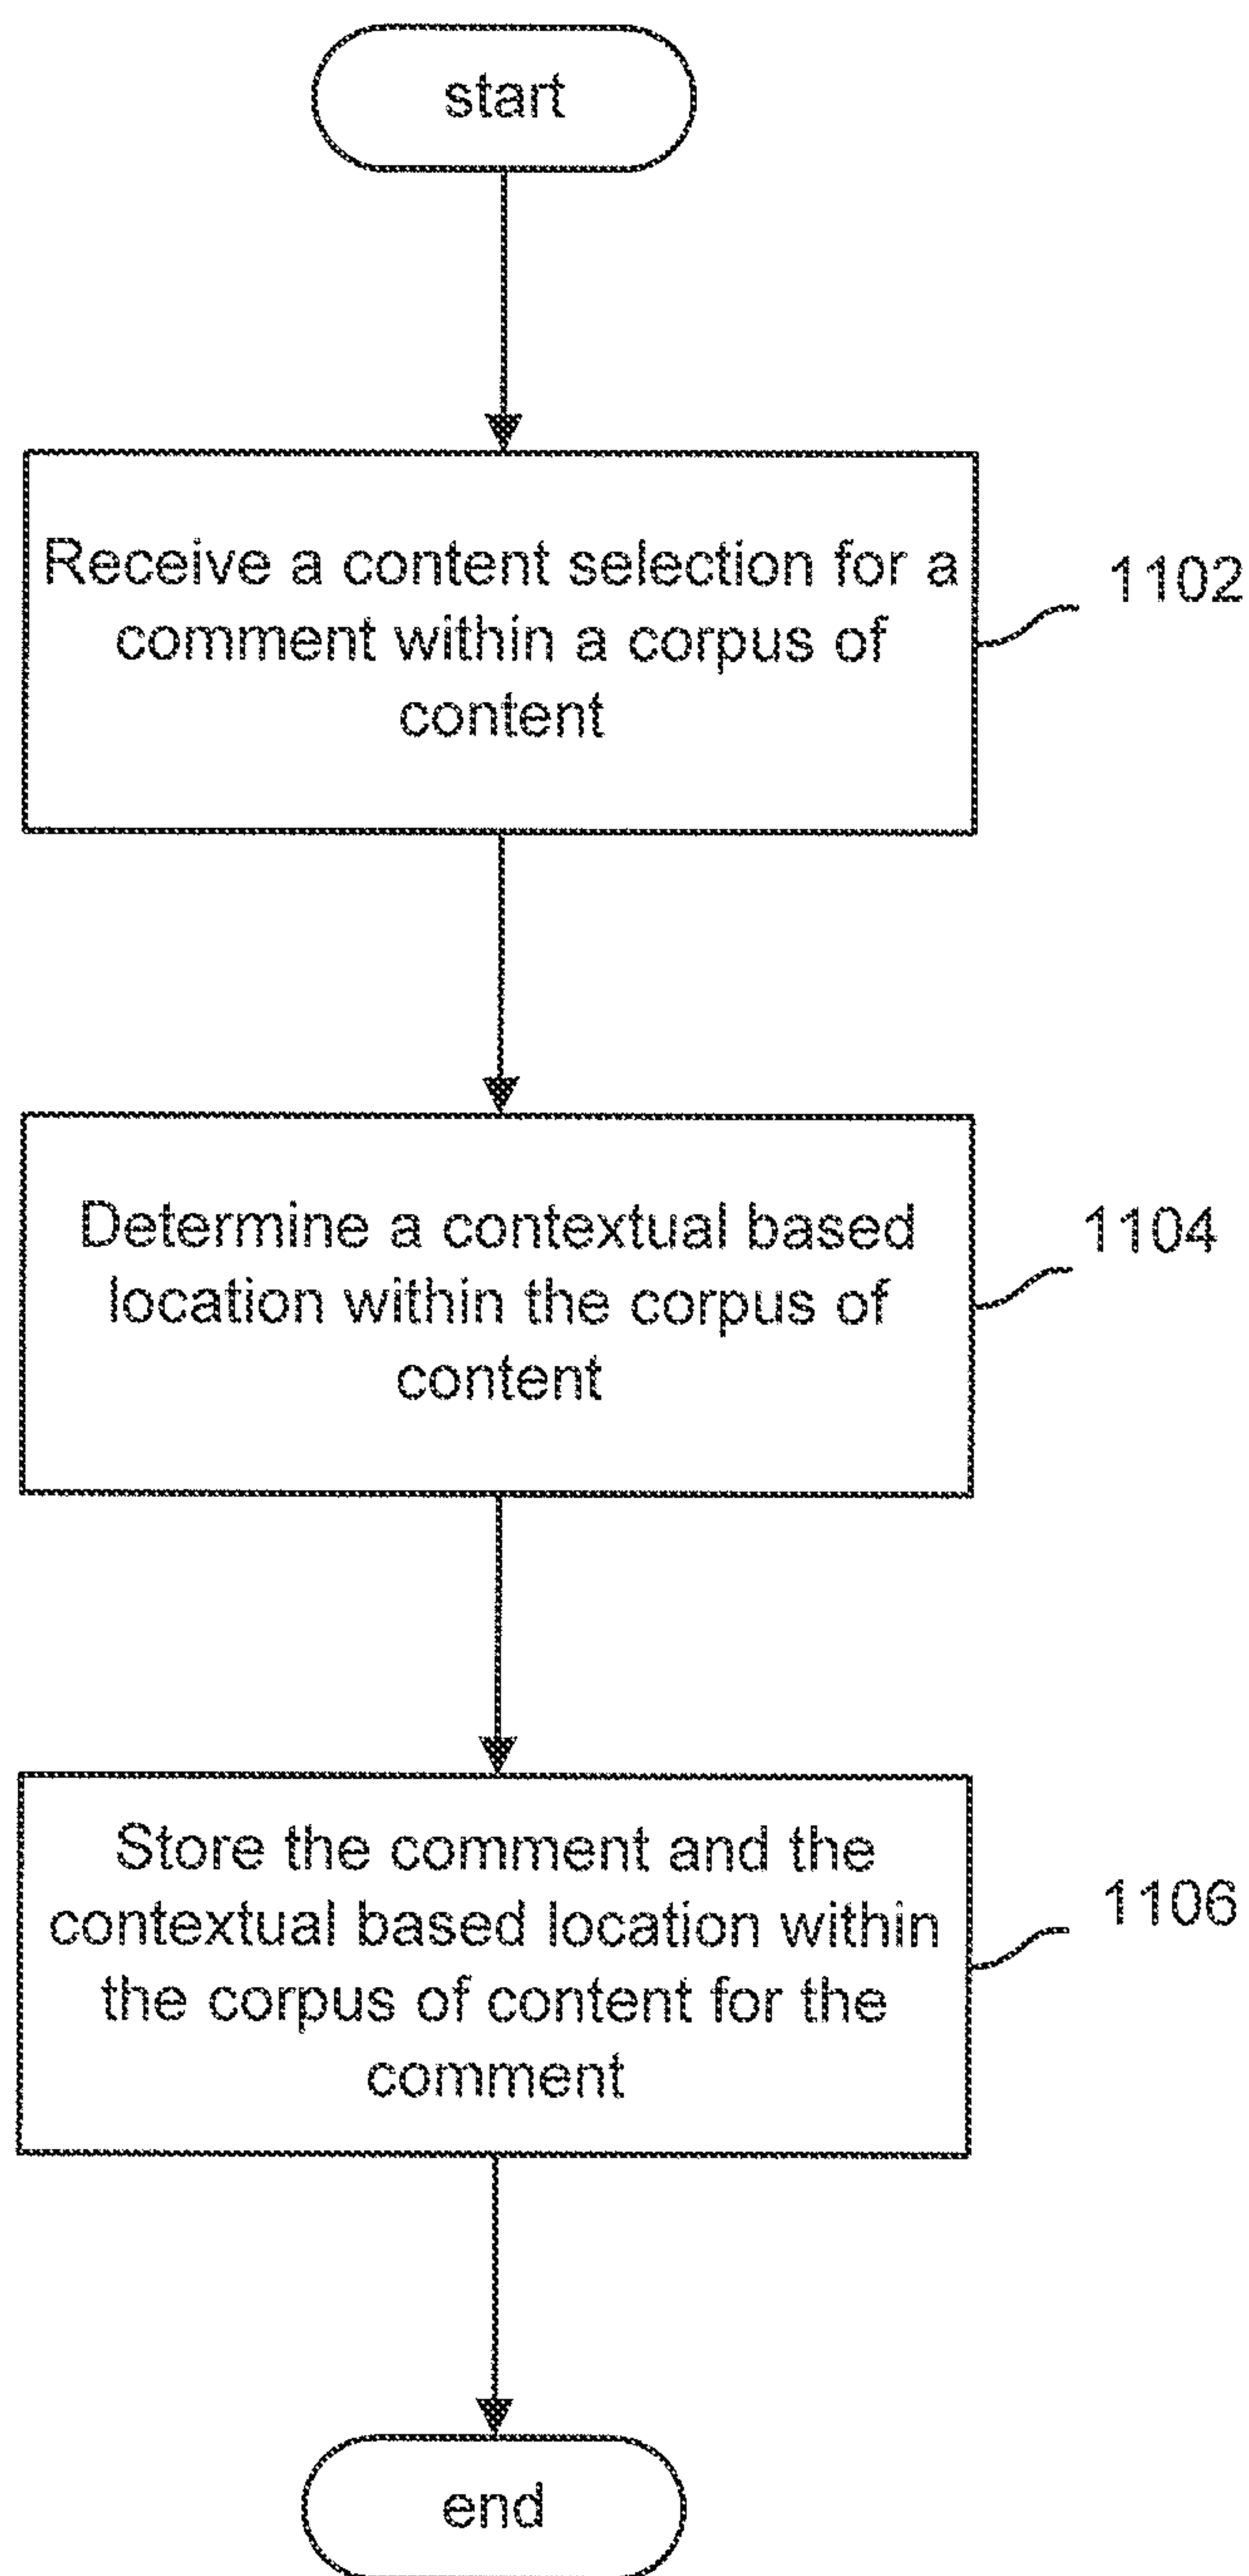 start
Receive a content selection for a
comment within a corpus of
content
1102
Determine a contextual based
location within the corpus of
content
1104
Store the comment and the
contextual based location within
the corpus of content for the
comment
1106
end